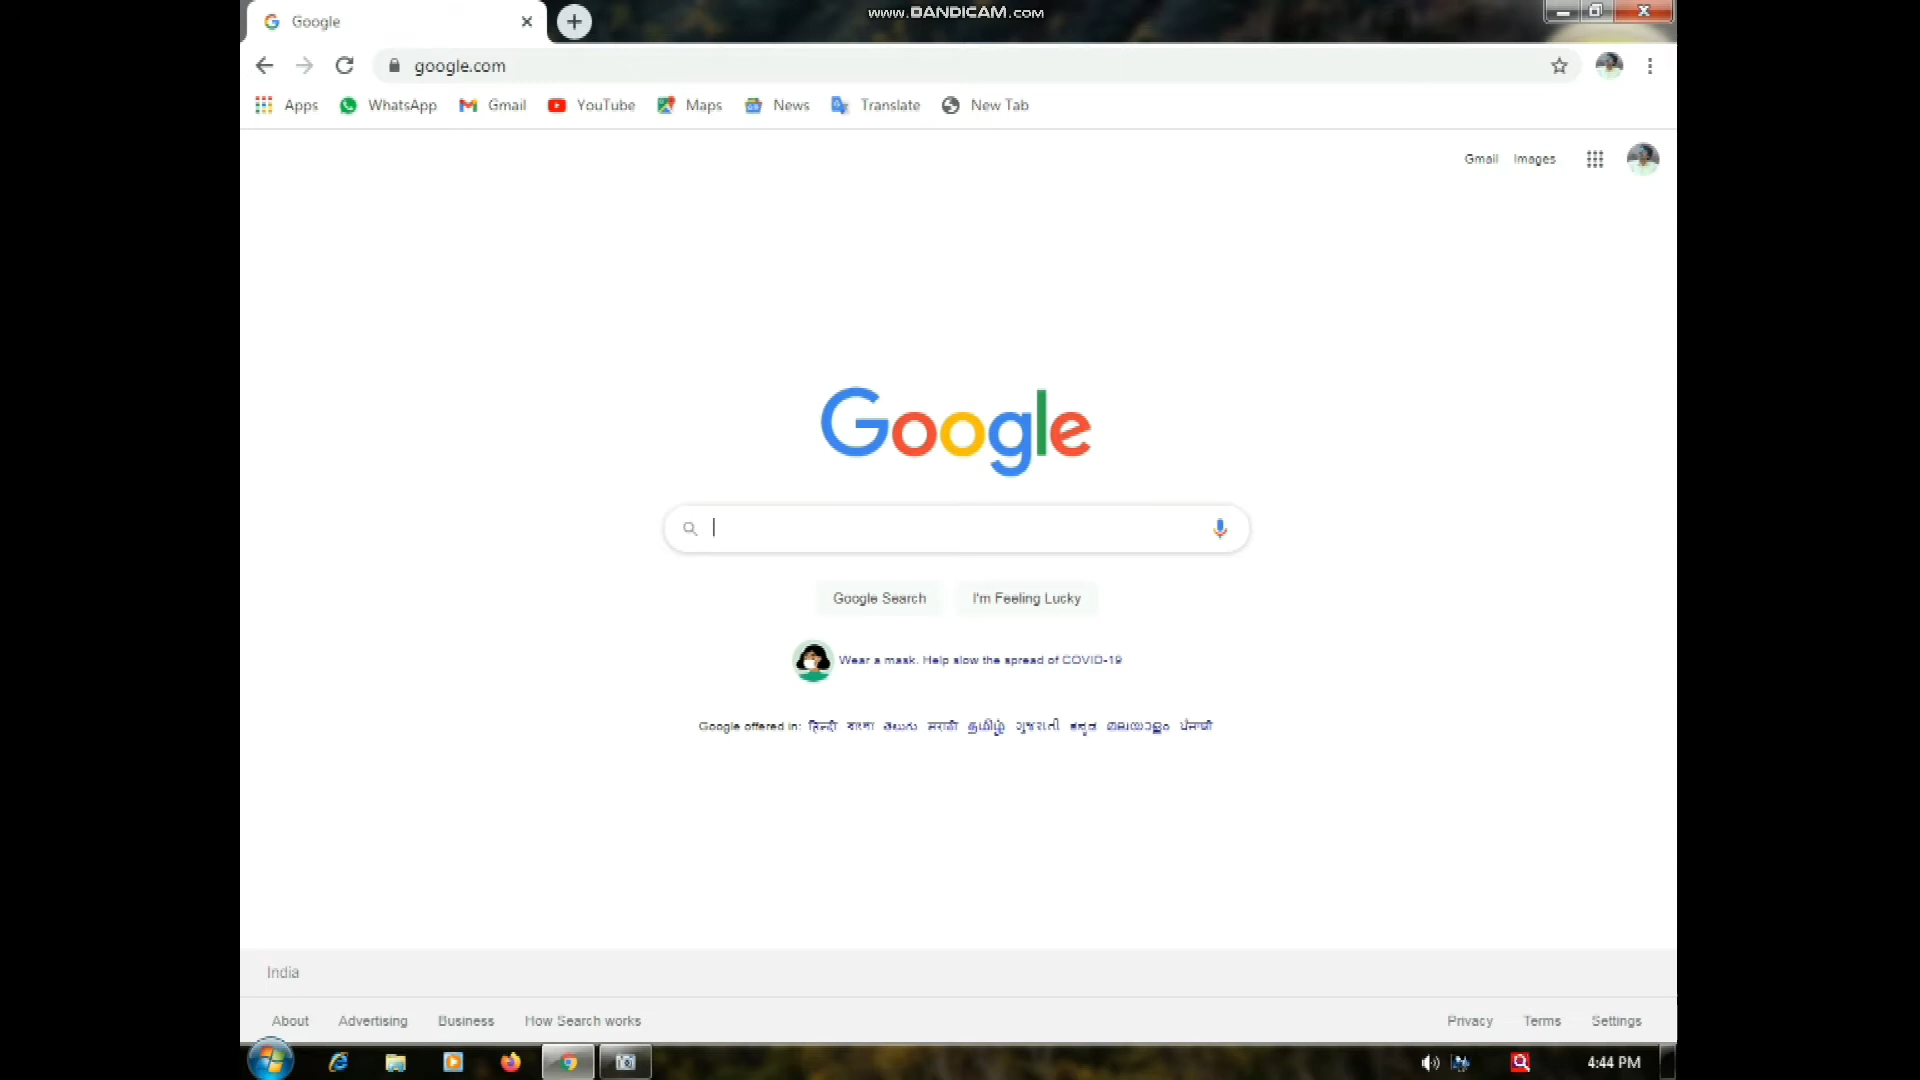 Google
www.BANDICAM.com
google.com
Apps WhatsApp Gmail YouTube Maps News Translate New Tab
Gmail Images
Google
Google Search I'm Feeling Lucky
Wear a mask. Help slow the spread of COVID-19
Google offered in: हिन्दी বাংলা తెలుగు मराठी தமிழ் ગુજરાતી ಕನ್ನಡ മലയാളം ਪੰਜਾਬੀ
India
About Advertising Business How Search works Privacy Terms Settings
4:44 PM